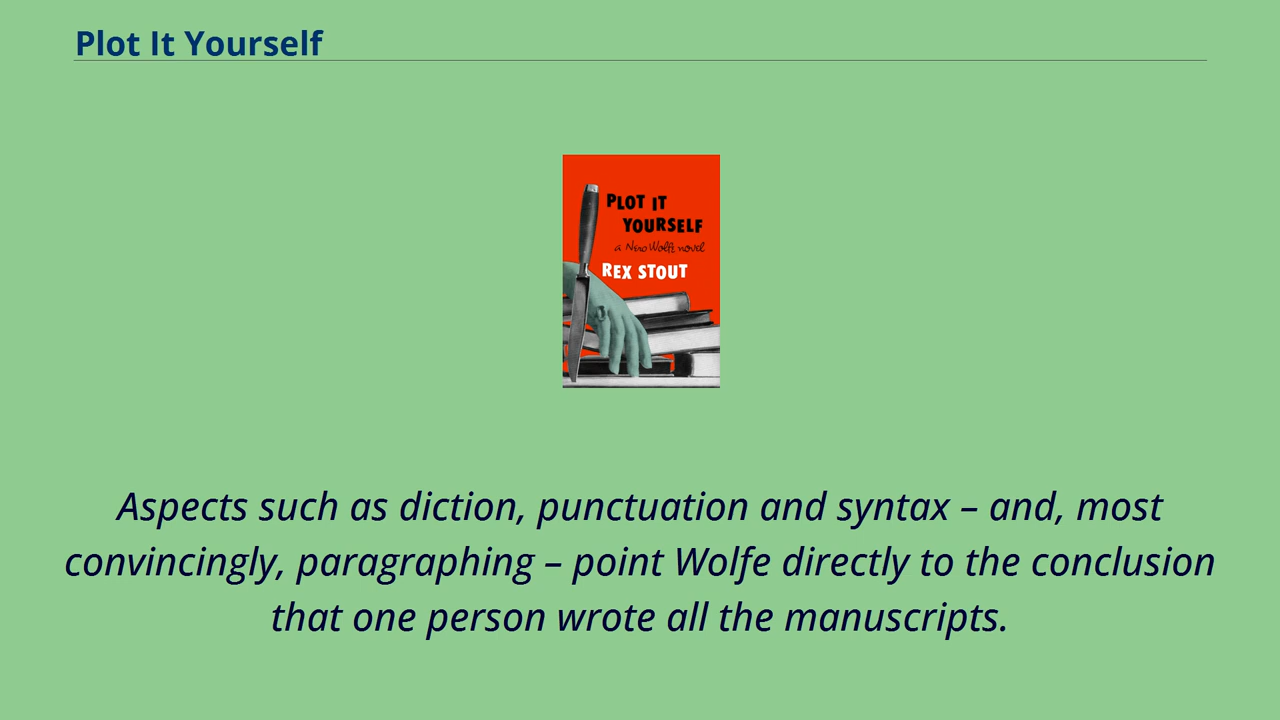 Plot It Yourself
PLOT IT
YOURSELF
a Nero Wolfe novel
REX STOUT
Aspects such as diction, punctuation and syntax – and, most
convincingly, paragraphing – point Wolfe directly to the conclusion
that one person wrote all the manuscripts.